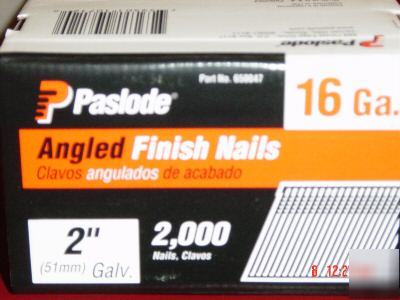 Part No. 650047
Paslode®
16 Ga.
Angled Finish Nails
Clavos angulados de acabado
2"
(51mm) Galv.
2,000
Nails, Clavos